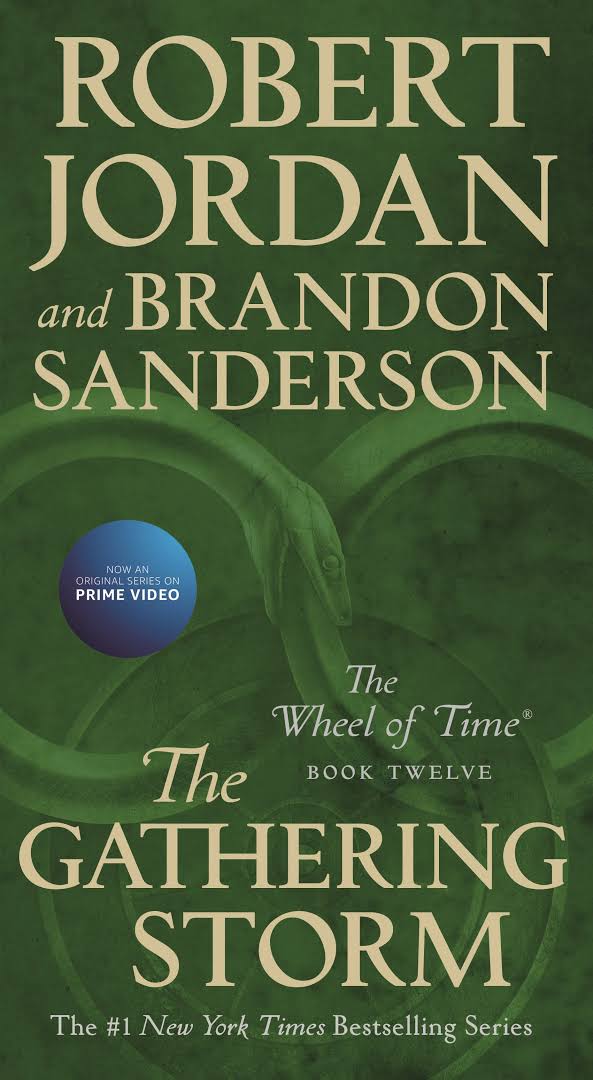 ROBERT
JORDAN
and BRANDON
SANDERSON
NOW AN
ORIGINAL SERIES ON
PRIME VIDEO
The
Wheel of Time®
BOOK TWELVE
The
GATHERING
STORM
The #1 New York Times Bestselling Series